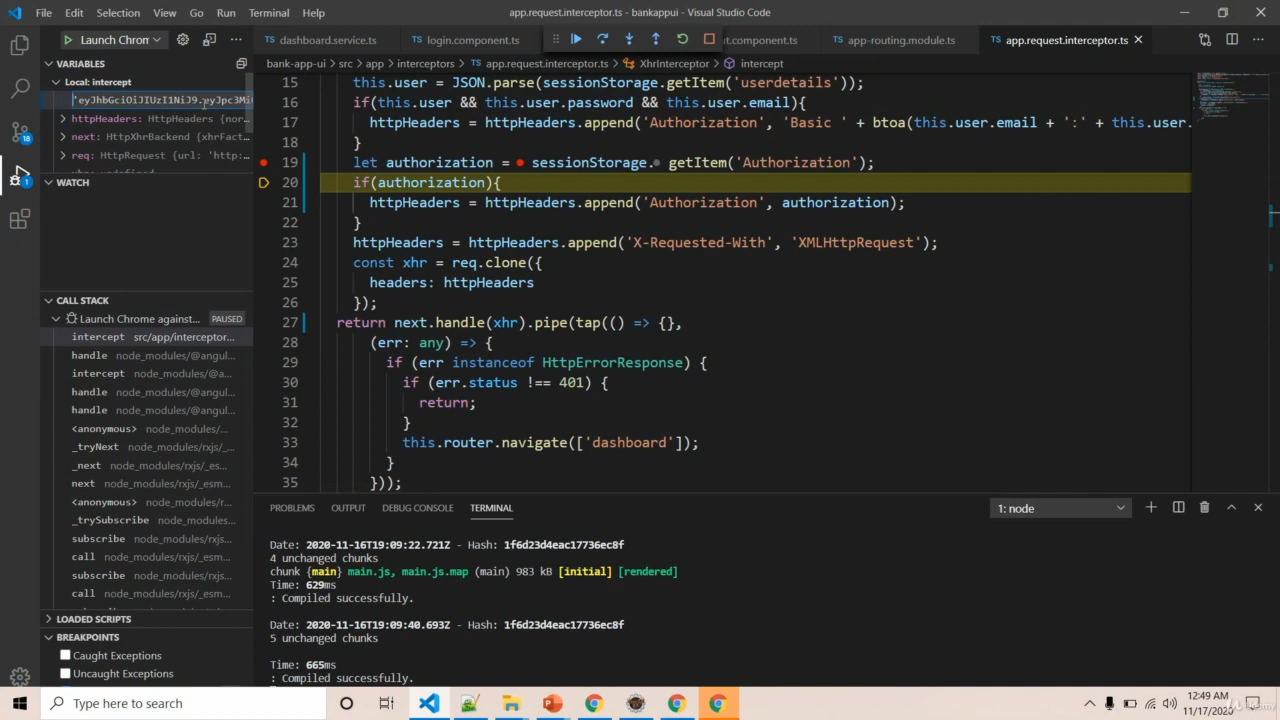 File Edit Selection View Go Run Terminal Help
app.request.interceptor.ts - bankappui - Visual Studio Code
Launch Chrom
dashboard.service.ts
login.component.ts
ut.component.ts
app-routing.module.ts
app.request.interceptor.ts
bank-app-ui > src > app > interceptors > app.request.interceptor.ts > XhrInterceptor > intercept
VARIABLES
Local: intercept
'eyJhbGciOiJIUzI1NiJ9.eyJpc3Mi
httpHeaders: HttpHeaders {nor…
next: HttpXhrBackend {xhrFact…
req: HttpRequest {url: 'http:…
WATCH
CALL STACK
Launch Chrome against… PAUSED
intercept src/app/interceptor…
handle node_modules/@angul…
intercept node_modules/@a…
handle node_modules/@angul…
handle node_modules/@angul…
<anonymous> node_modules/…
_tryNext node_modules/rxjs/_…
_next node_modules/rxjs/_es…
next node_modules/rxjs/_esm…
<anonymous> node_modules/r…
_trySubscribe node_modules…
subscribe node_modules/rxjs…
call node_modules/rxjs/_esm…
subscribe node_modules/rxjs…
call node_modules/rxjs/_esm…
LOADED SCRIPTS
BREAKPOINTS
Caught Exceptions
Uncaught Exceptions
15 this.user = JSON.parse(sessionStorage.getItem('userdetails'));
16 if(this.user && this.user.password && this.user.email){
17 httpHeaders = httpHeaders.append('Authorization', 'Basic ' + btoa(this.user.email + ':' + this.user.
18 }
19 let authorization = sessionStorage. getItem('Authorization');
20 if(authorization){
21 httpHeaders = httpHeaders.append('Authorization', authorization);
22 }
23 httpHeaders = httpHeaders.append('X-Requested-With', 'XMLHttpRequest');
24 const xhr = req.clone({
25 headers: httpHeaders
26 });
27 return next.handle(xhr).pipe(tap(() => {},
28 (err: any) => {
29 if (err instanceof HttpErrorResponse) {
30 if (err.status !== 401) {
31 return;
32 }
33 this.router.navigate(['dashboard']);
34 }
35 }));
PROBLEMS OUTPUT DEBUG CONSOLE TERMINAL
1: node
Date: 2020-11-16T19:09:22.721Z - Hash: 1f6d23d4eac17736ec8f
4 unchanged chunks
chunk {main} main.js, main.js.map (main) 983 kB [initial] [rendered]
Time: 629ms
: Compiled successfully.
Date: 2020-11-16T19:09:40.693Z - Hash: 1f6d23d4eac17736ec8f
5 unchanged chunks
Time: 665ms
: Compiled successfully.
18
1
Type here to search
12:49 AM
11/17/2020